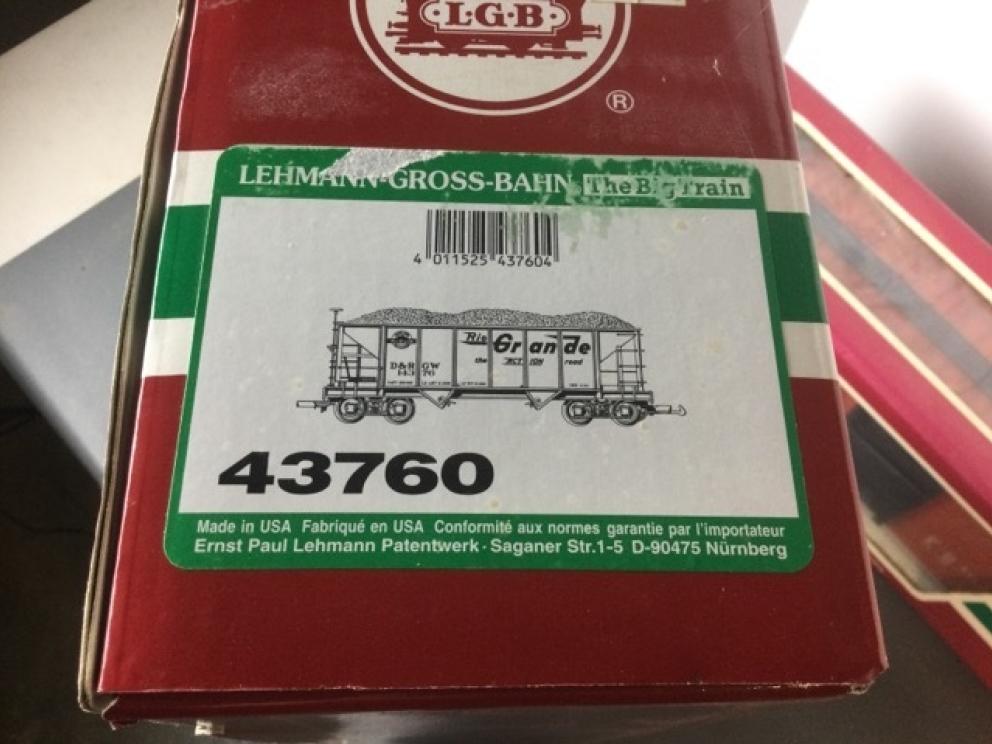 L·G·B
®
LEHMANN-GROSS-BAHN The Big Train
4 011525 437604
Rio Grande
the ACTION road
D&RGW
14376
43760
Made in USA Fabriqué en USA Conformité aux normes garantie par l'importateur
Ernst Paul Lehmann Patentwerk · Saganer Str.1-5 D-90475 Nürnberg